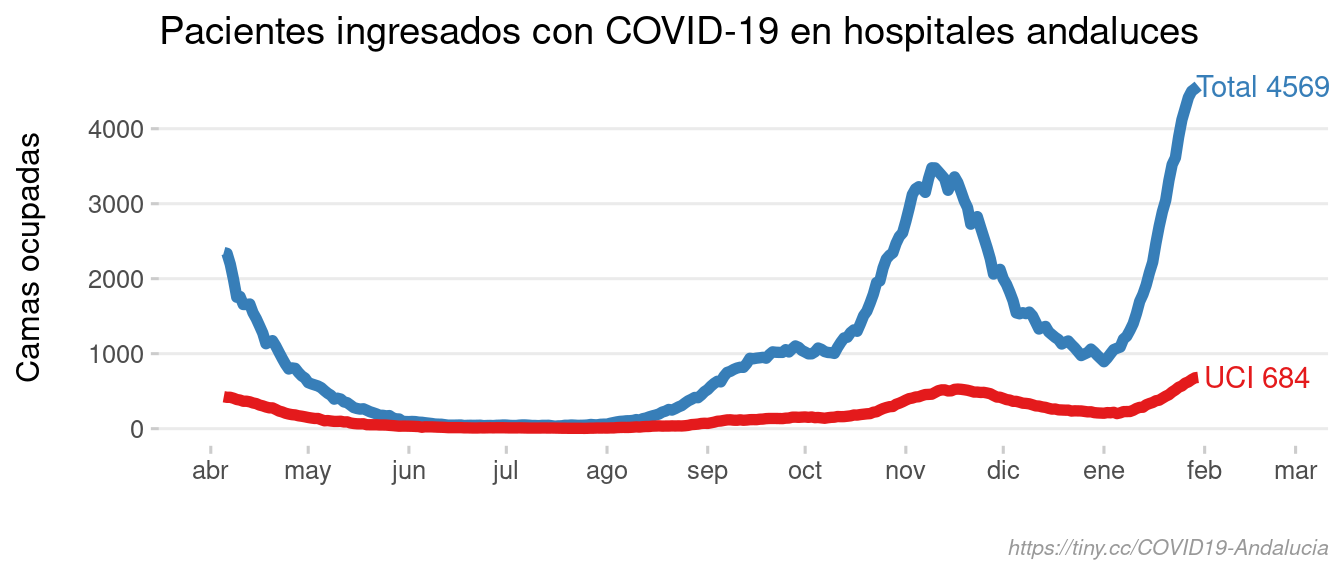 Pacientes ingresados con COVID-19 en hospitales andaluces
Camas ocupadas
4000
3000
2000
1000
0
Total 4569
UCI 684
abr may jun jul ago sep oct nov dic ene feb mar
https://tiny.cc/COVID19-Andalucia